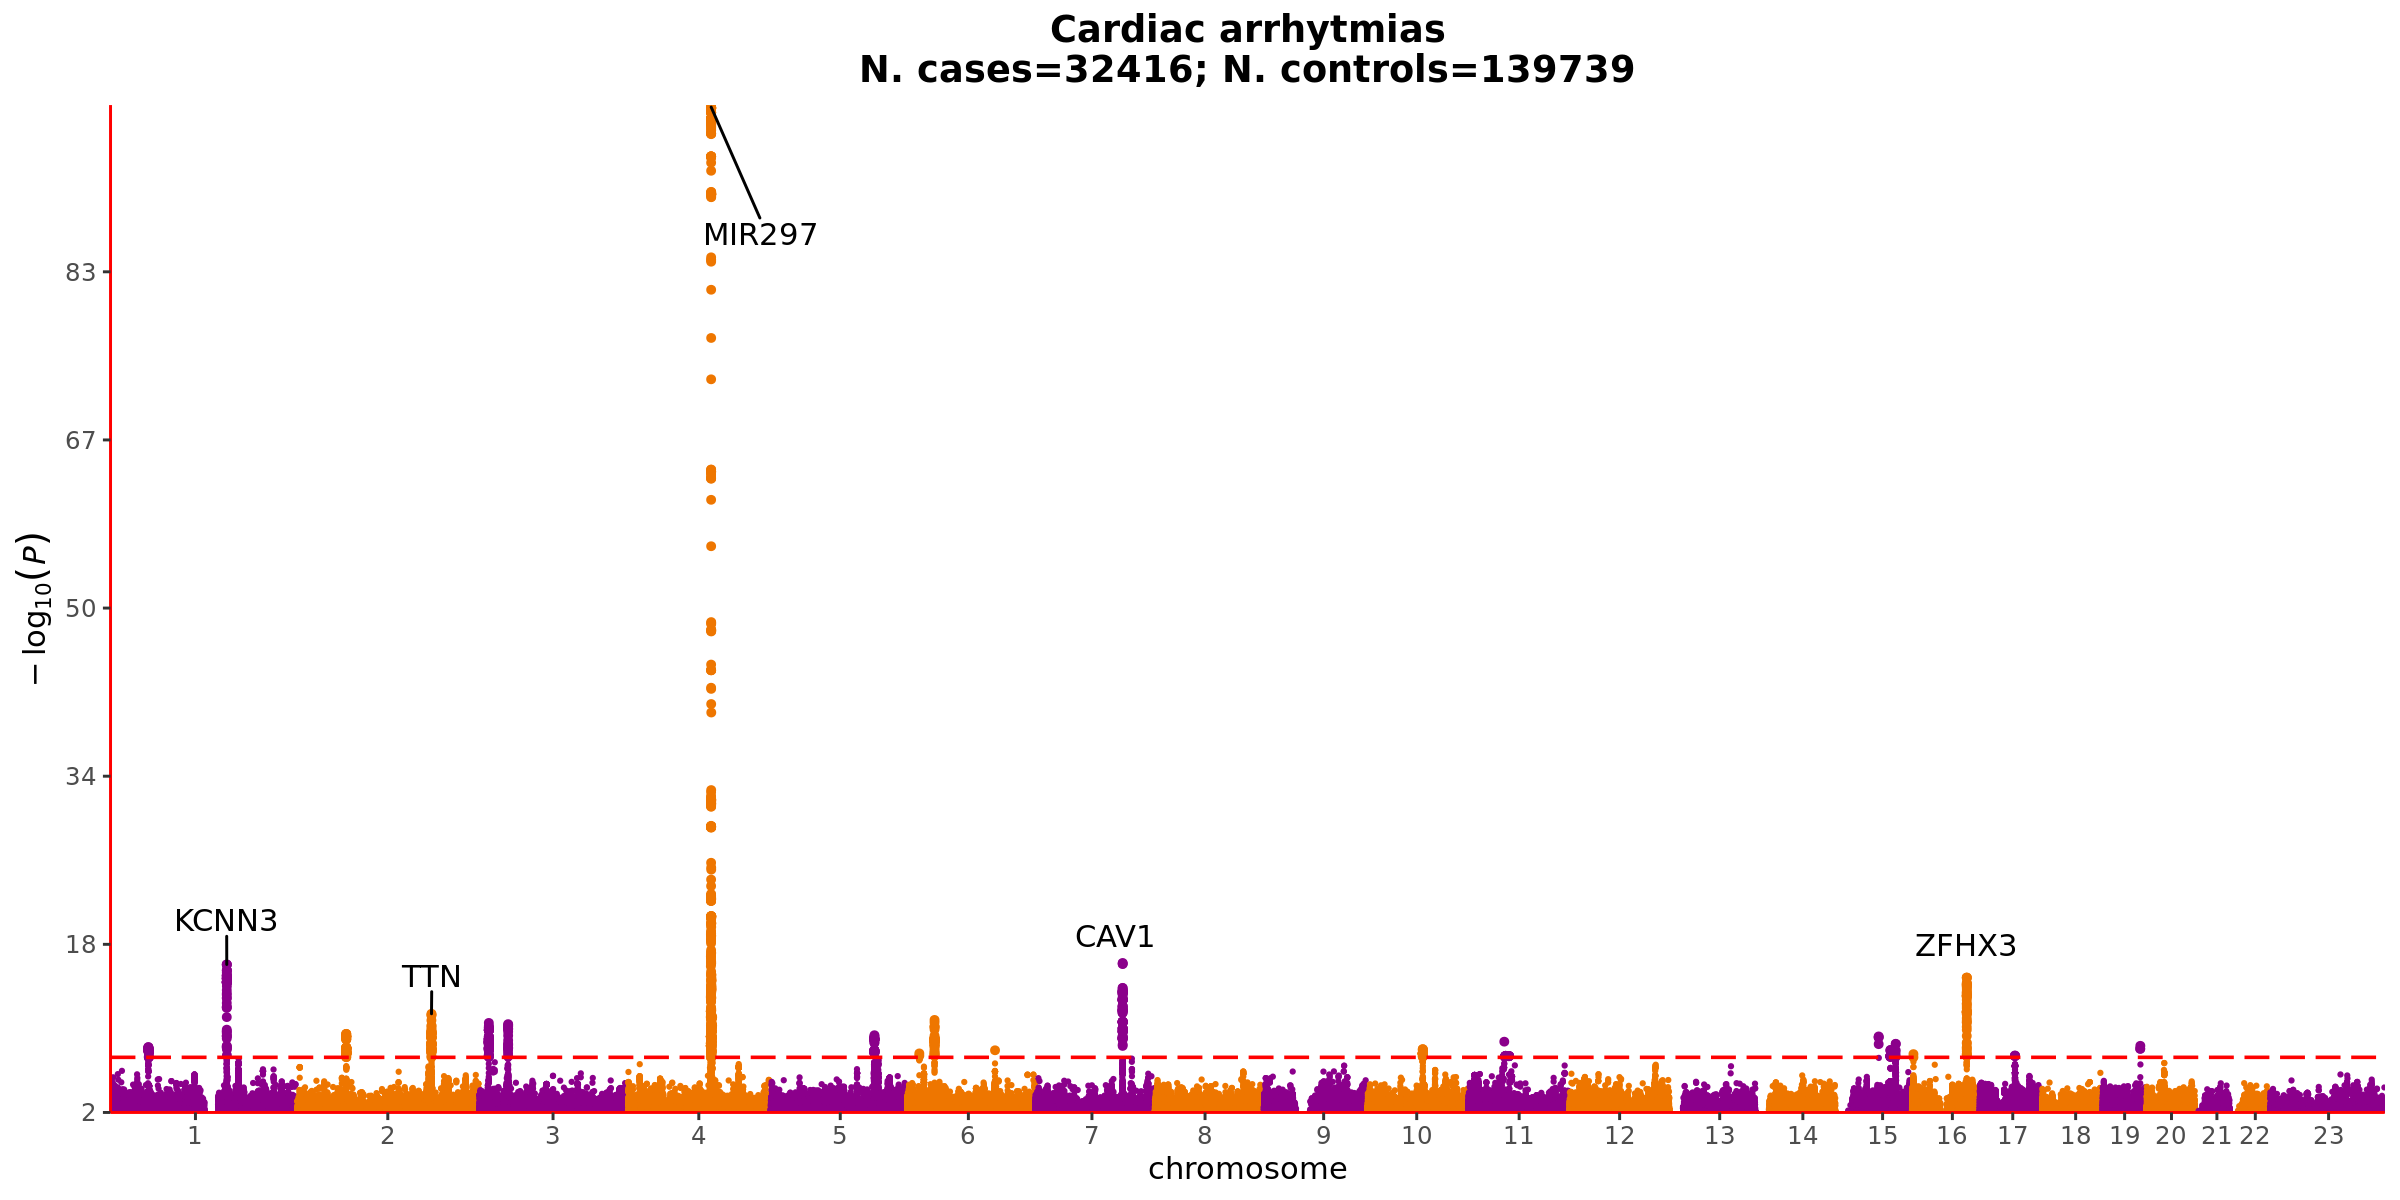 Cardiac arrhytmias
N. cases=32416; N. controls=139739
MIR297
83
67
−log10(P)
50
34
KCNN3
CAV1
ZFHX3
18
TTN
2
1 2 3 4 5 6 7 8 9 10 11 12 13 14 15 16 17 18 19 20 21 22 23
chromosome